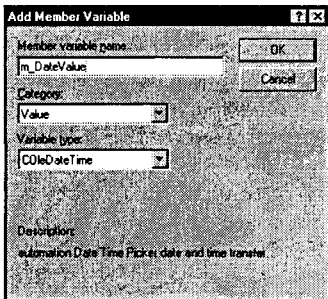 Add Member Variable
Member variable name:
m_DateValue
OK
Cancel
Category:
Value
Variable type:
COleDateTime
Description:
automation Date Time Picker date and time transfer